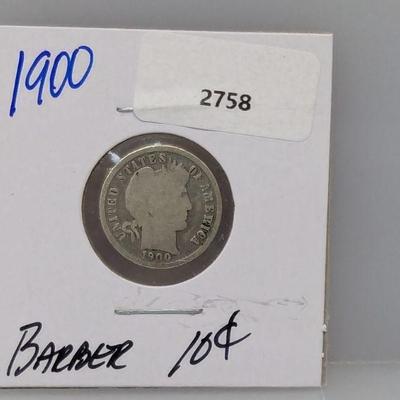 1900
2758
UNITED STATES OF AMERICA
1900
BARBER 10¢